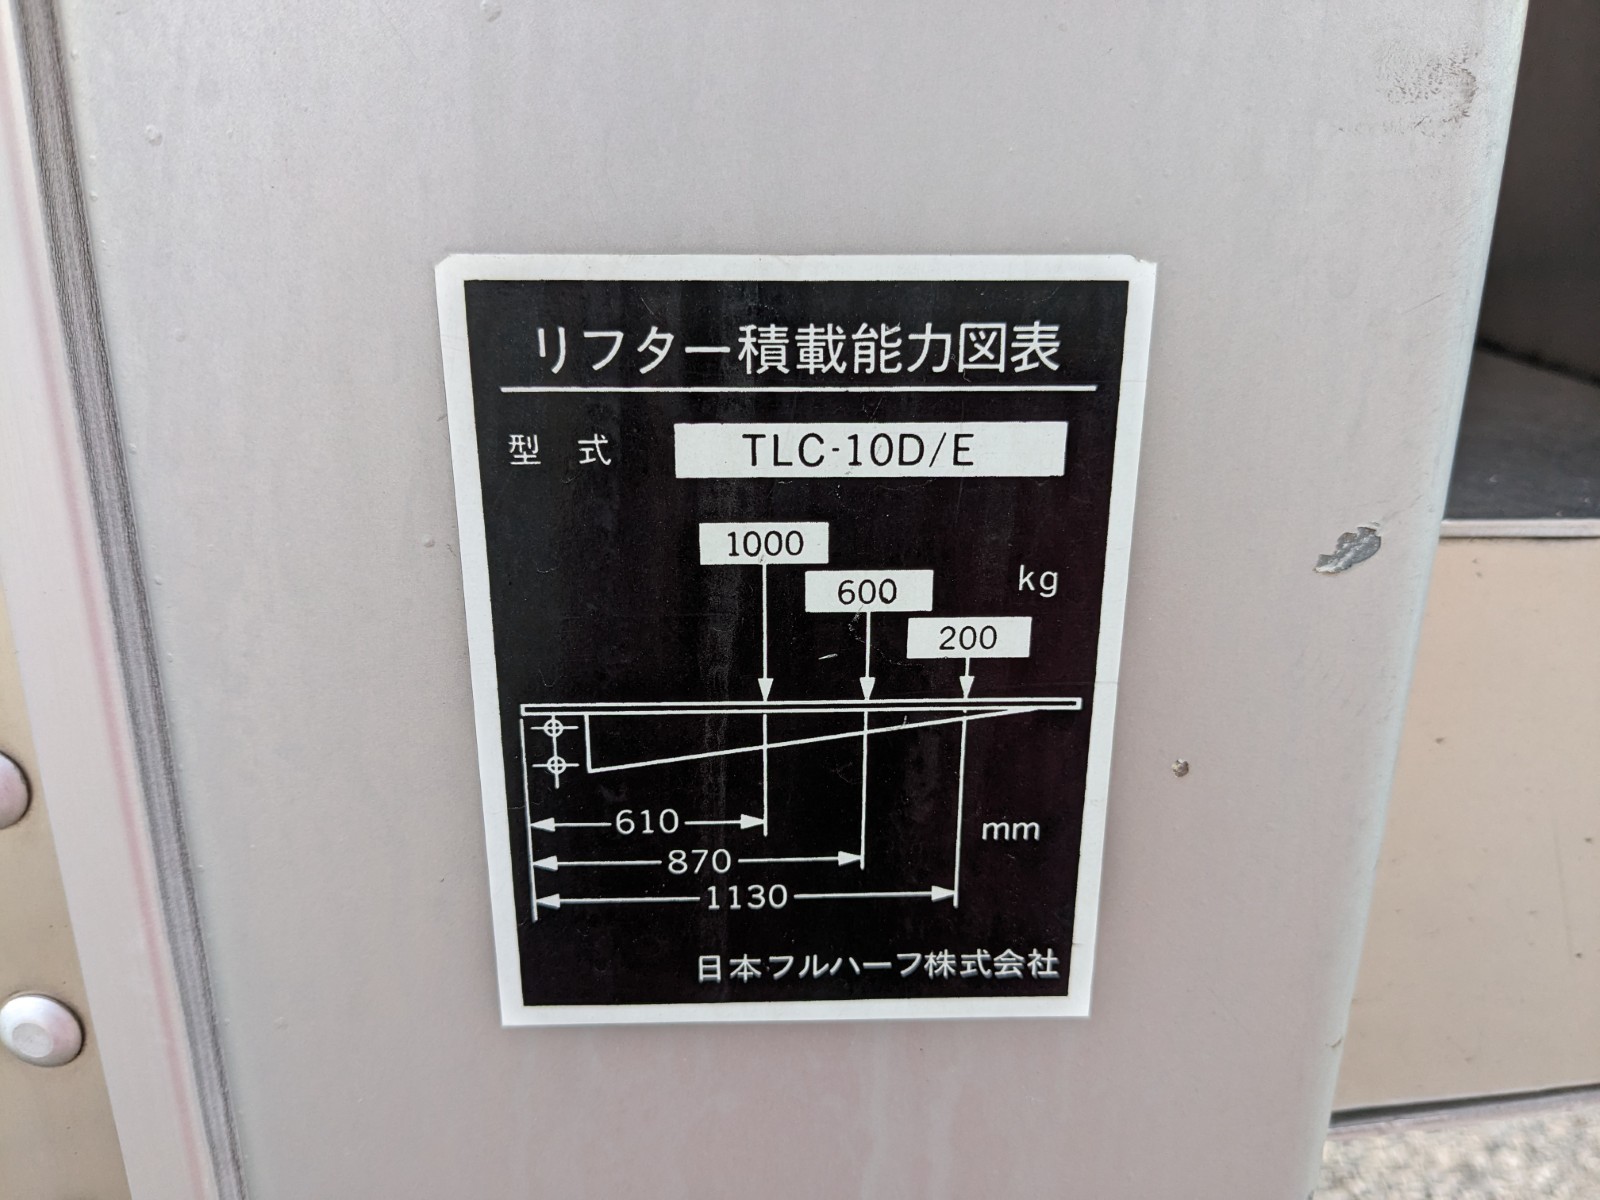 リフター積載能力図表
型式 TLC-10D/E
1000
600 kg
200
610 mm
870
1130
日本フルハーフ株式会社